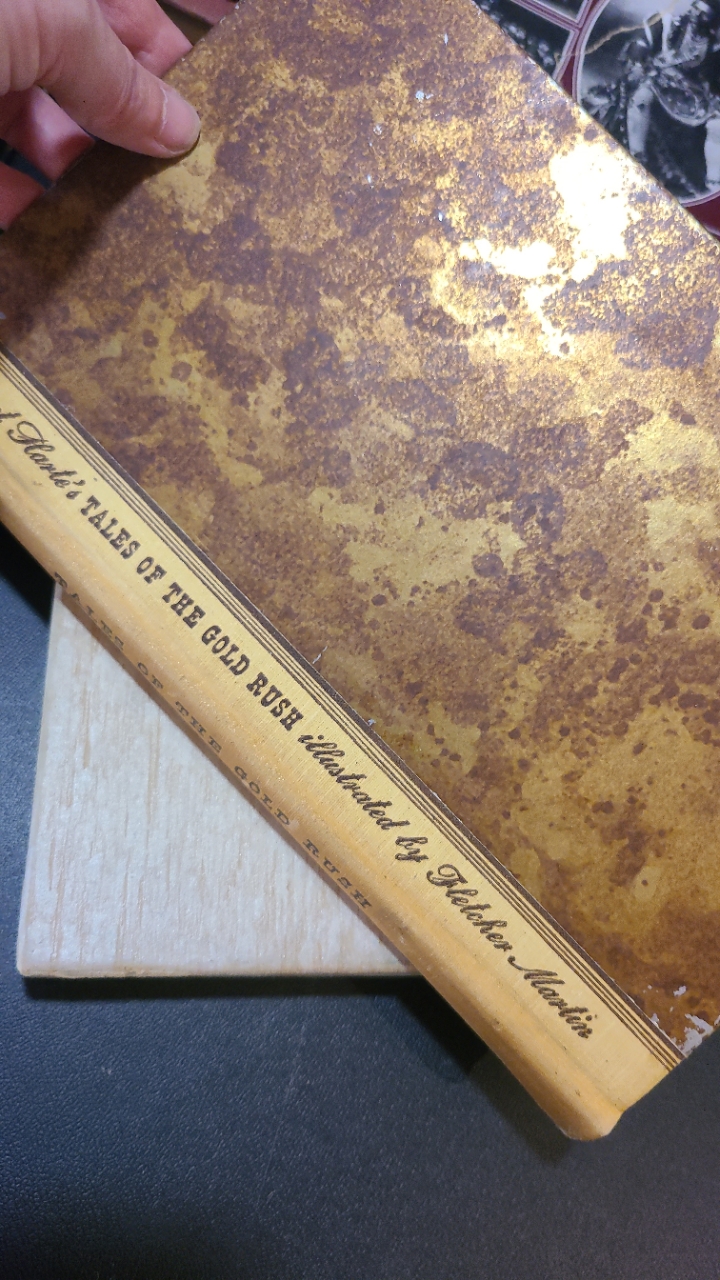 Harte's TALES OF THE GOLD RUSH illustrated by Fletcher Martin
TALES OF THE GOLD RUSH